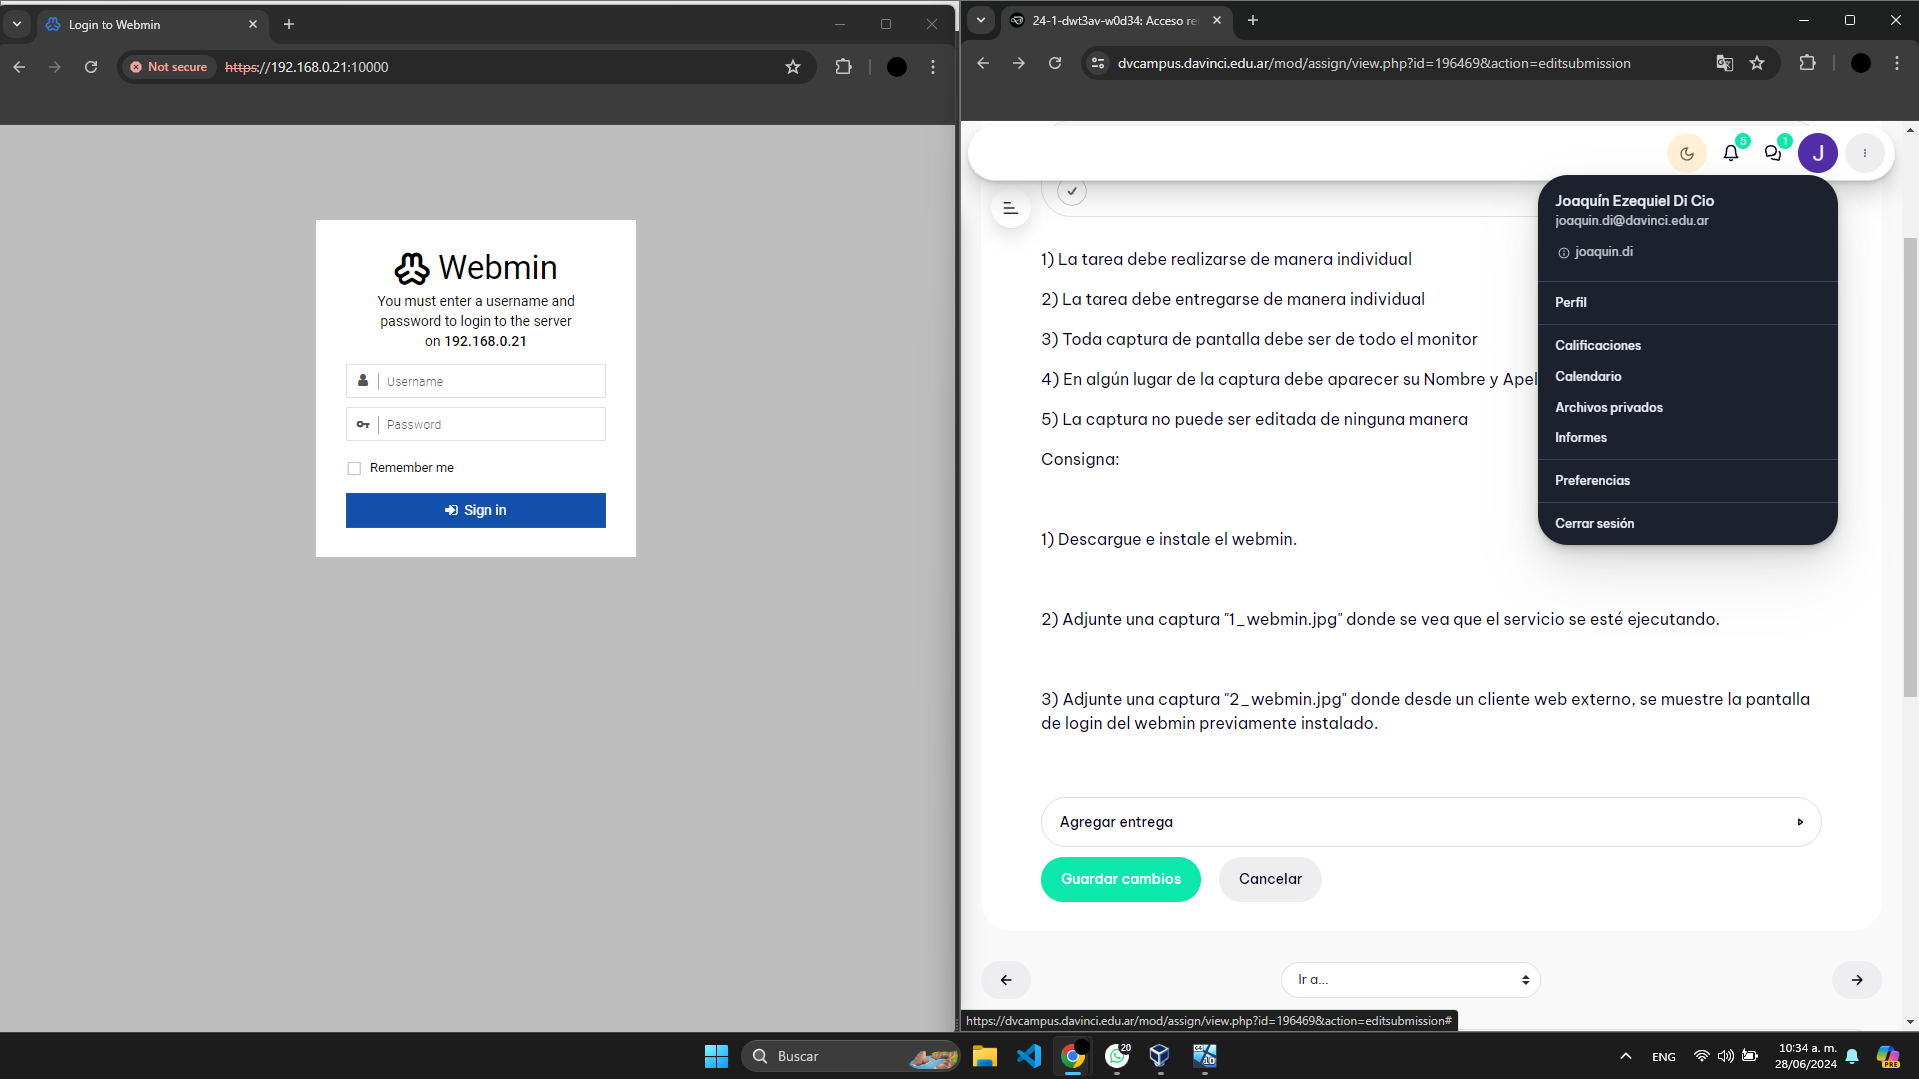 Login to Webmin
Not secure
https://192.168.0.21:10000
Webmin
You must enter a username and
password to login to the server
on 192.168.0.21
Username
Password
Remember me
Sign in
24-1-dwt3av-w0d34: Acceso re
dvcampus.davinci.edu.ar/mod/assign/view.php?id=196469&action=editsubmission
5
1
J
Joaquín Ezequiel Di Cio
joaquin.di@davinci.edu.ar
joaquin.di
Perfil
Calificaciones
Calendario
Archivos privados
Informes
Preferencias
Cerrar sesión
1) La tarea debe realizarse de manera individual
2) La tarea debe entregarse de manera individual
3) Toda captura de pantalla debe ser de todo el monitor
4) En algún lugar de la captura debe aparecer su Nombre y Apel
5) La captura no puede ser editada de ninguna manera
Consigna:
1) Descargue e instale el webmin.
2) Adjunte una captura "1_webmin.jpg" donde se vea que el servicio se esté ejecutando.
3) Adjunte una captura "2_webmin.jpg" donde desde un cliente web externo, se muestre la pantalla
de login del webmin previamente instalado.
Agregar entrega
Guardar cambios
Cancelar
Ir a...
https://dvcampus.davinci.edu.ar/mod/assign/view.php?id=196469&action=editsubmission#
Buscar
20
ENG
10:34 a. m.
28/06/2024
PRE